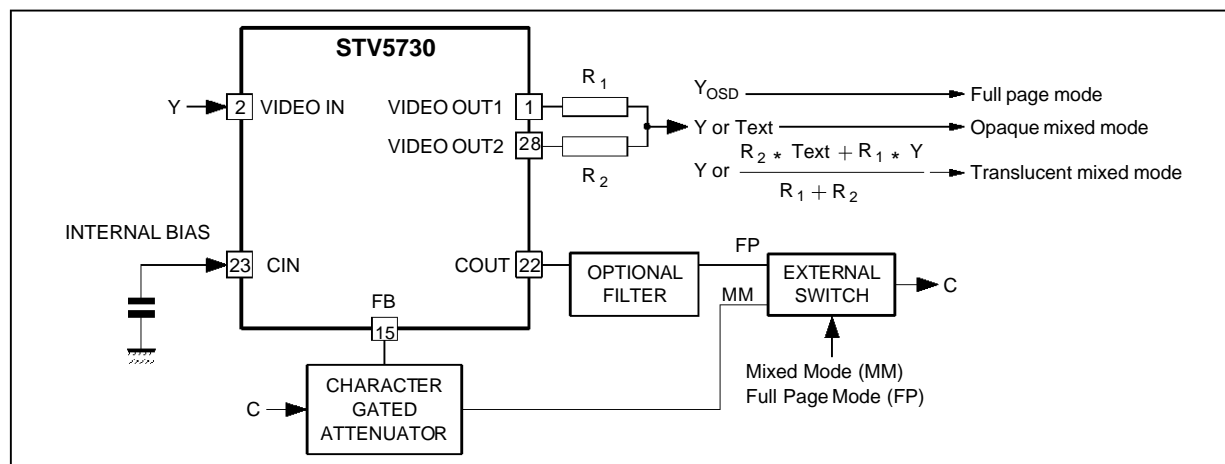 STV5730
Y
2
VIDEO IN
VIDEO OUT1
1
R1
YOSD
Full page mode
Y or Text
Opaque mixed mode
VIDEO OUT2
28
R2
Y or
R2 * Text + R1 * Y
R1 + R2
Translucent mixed mode
INTERNAL BIAS
23
CIN
COUT
22
OPTIONAL
FILTER
FP
MM
EXTERNAL
SWITCH
C
FB
15
Mixed Mode (MM)
Full Page Mode (FP)
C
CHARACTER
GATED
ATTENUATOR